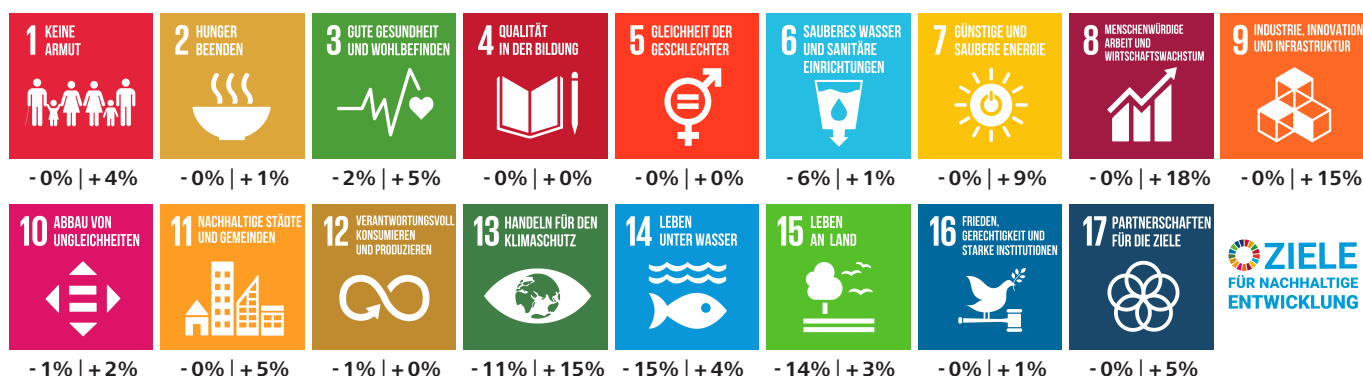 1 KEINE
ARMUT
2 HUNGER
BEENDEN
3 GUTE GESUNDHEIT
UND WOHLBEFINDEN
4 QUALITÄT
IN DER BILDUNG
5 GLEICHHEIT DER
GESCHLECHTER
6 SAUBERES WASSER
UND SANITÄRE
EINRICHTUNGEN
7 GÜNSTIGE UND
SAUBERE ENERGIE
8 MENSCHENWÜRDIGE
ARBEIT UND
WIRTSCHAFTSWACHSTUM
9 INDUSTRIE, INNOVATION
UND INFRASTRUKTUR
- 0% | + 4%
- 0% | + 1%
- 2% | + 5%
- 0% | + 0%
- 0% | + 0%
- 6% | + 1%
- 0% | + 9%
- 0% | + 18%
- 0% | + 15%
10 ABBAU VON
UNGLEICHHEITEN
11 NACHHALTIGE STÄDTE
UND GEMEINDEN
12 VERANTWORTUNGSVOLL
KONSUMIEREN
UND PRODUZIEREN
13 HANDELN FÜR DEN
KLIMASCHUTZ
14 LEBEN
UNTER WASSER
15 LEBEN
AN LAND
16 FRIEDEN,
GERECHTIGKEIT UND
STARKE INSTITUTIONEN
17 PARTNERSCHAFTEN
FÜR DIE ZIELE
ZIELE
FÜR NACHHALTIGE
ENTWICKLUNG
- 1% | + 2%
- 0% | + 5%
- 1% | + 0%
- 11% | + 15%
- 15% | + 4%
- 14% | + 3%
- 0% | + 1%
- 0% | + 5%